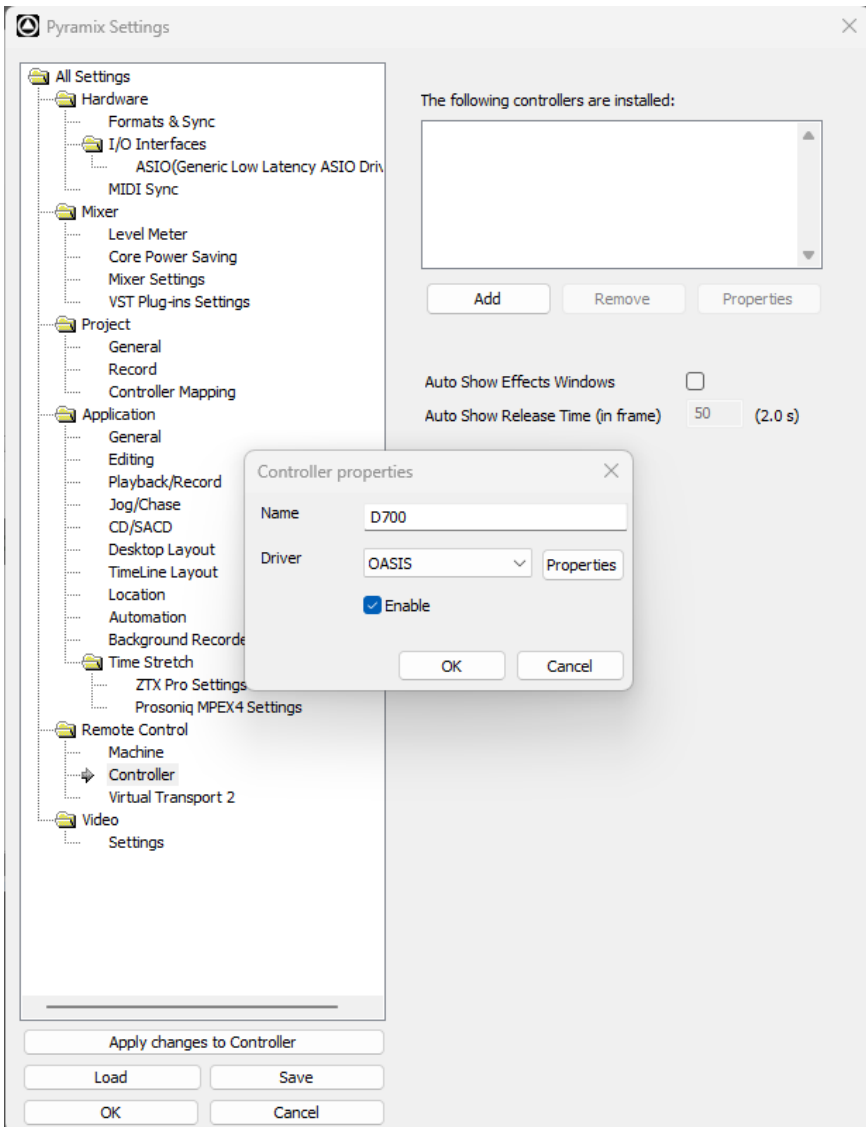 Pyramix Settings
All Settings
Hardware
Formats & Sync
I/O Interfaces
ASIO(Generic Low Latency ASIO Driv
MIDI Sync
Mixer
Level Meter
Core Power Saving
Mixer Settings
VST Plug-ins Settings
Project
General
Record
Controller Mapping
Application
General
Editing
Playback/Record
Jog/Chase
CD/SACD
Desktop Layout
TimeLine Layout
Location
Automation
Background Recorde
Time Stretch
ZTX Pro Settings
Prosoniq MPEX4 Settings
Remote Control
Machine
Controller
Virtual Transport 2
Video
Settings
Apply changes to Controller
Load Save
OK Cancel
The following controllers are installed:
Add Remove Properties
Auto Show Effects Windows
Auto Show Release Time (in frame) 50 (2.0 s)
Controller properties
Name D700
Driver OASIS Properties
Enable
OK Cancel